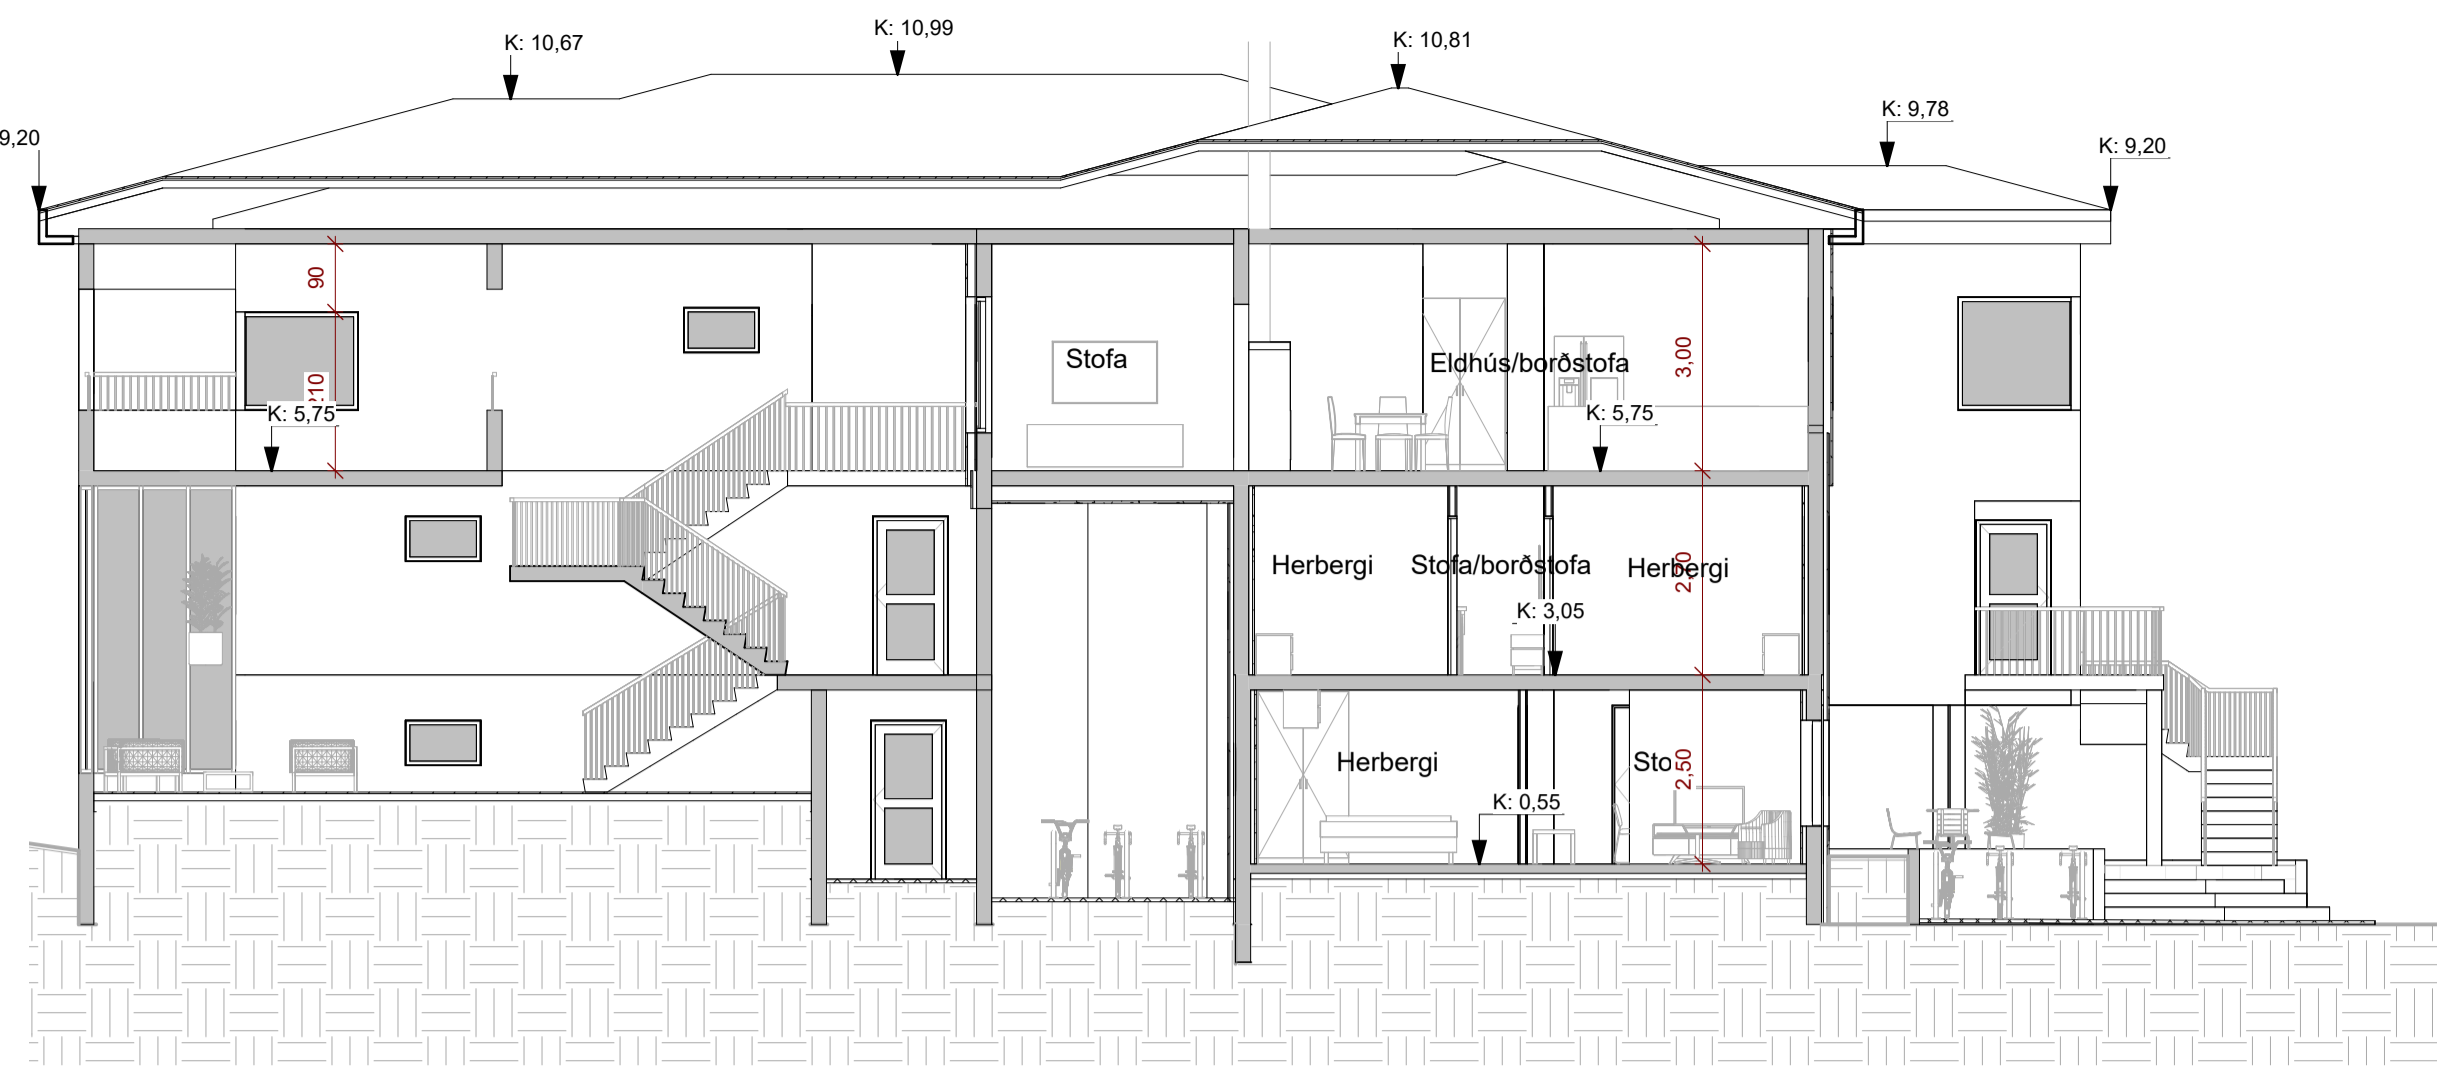 K: 10,99
K: 10,81
K: 10,67
K: 9,78
9,20
K: 9,20
90
Stofa
Eldhús/borðstofa
3,00
K: 5,75
K: 5,75
Herbergi
Stofa/borðstofa
Herbergi
K: 3,05
Herbergi
Sto
2,50
K: 0,55